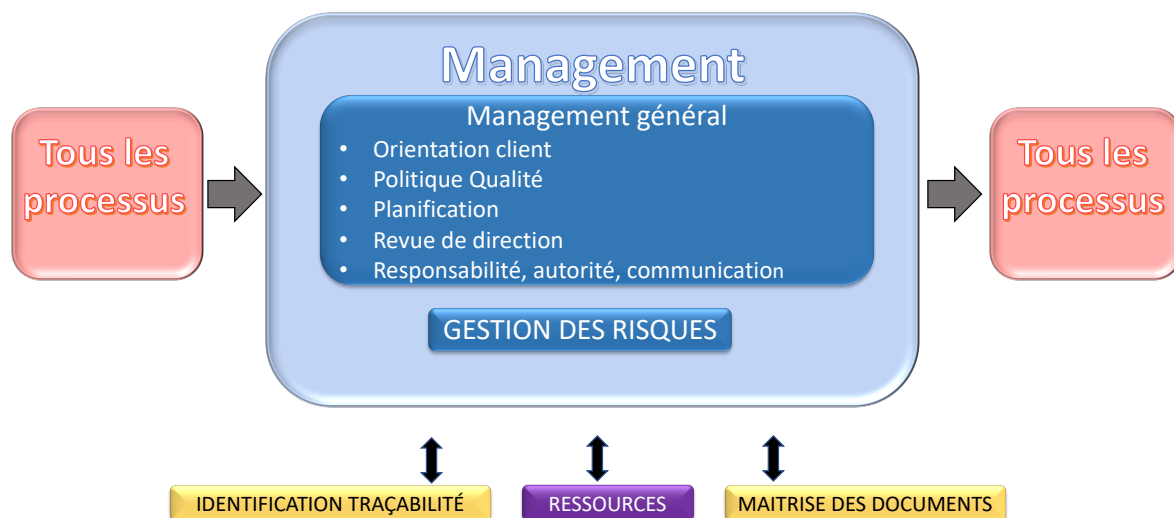 Management
Management général
• Orientation client
• Politique Qualité
• Planification
• Revue de direction
• Responsabilité, autorité, communication
GESTION DES RISQUES
Tous les
processus
Tous les
processus
IDENTIFICATION TRAÇABILITÉ
RESSOURCES
MAITRISE DES DOCUMENTS